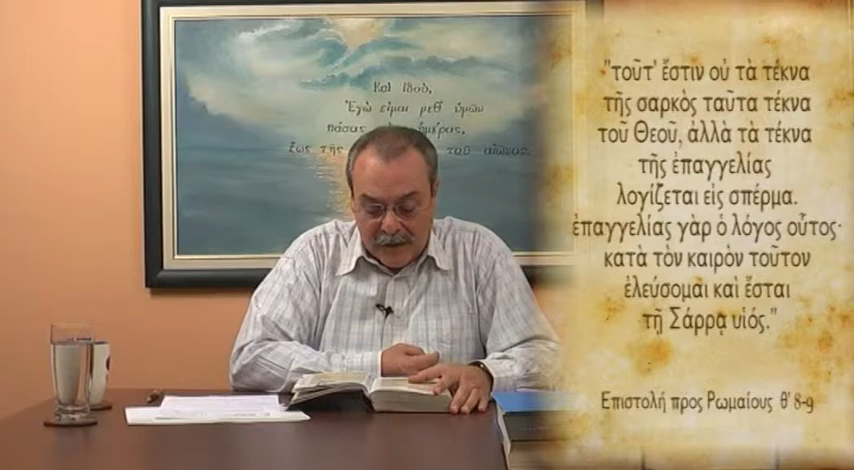 Καὶ ἰδού,
Ἐγὼ εἶμαι μεθ' ὑμῶν
πάσας ἡμέρας,
ἕως τῆς τοῦ αἰῶνος.
"τοῦτ' ἔστιν οὐ τὰ τέκνα
τῆς σαρκὸς ταῦτα τέκνα
τοῦ Θεοῦ, ἀλλὰ τὰ τέκνα
τῆς ἐπαγγελίας
λογίζεται εἰς σπέρμα.
ἐπαγγελίας γὰρ ὁ λόγος οὗτος·
κατὰ τὸν καιρὸν τοῦτον
ἐλεύσομαι καὶ ἔσται
τῇ Σάρρᾳ υἱός."
Επιστολή προς Ρωμαίους θ' 8-9